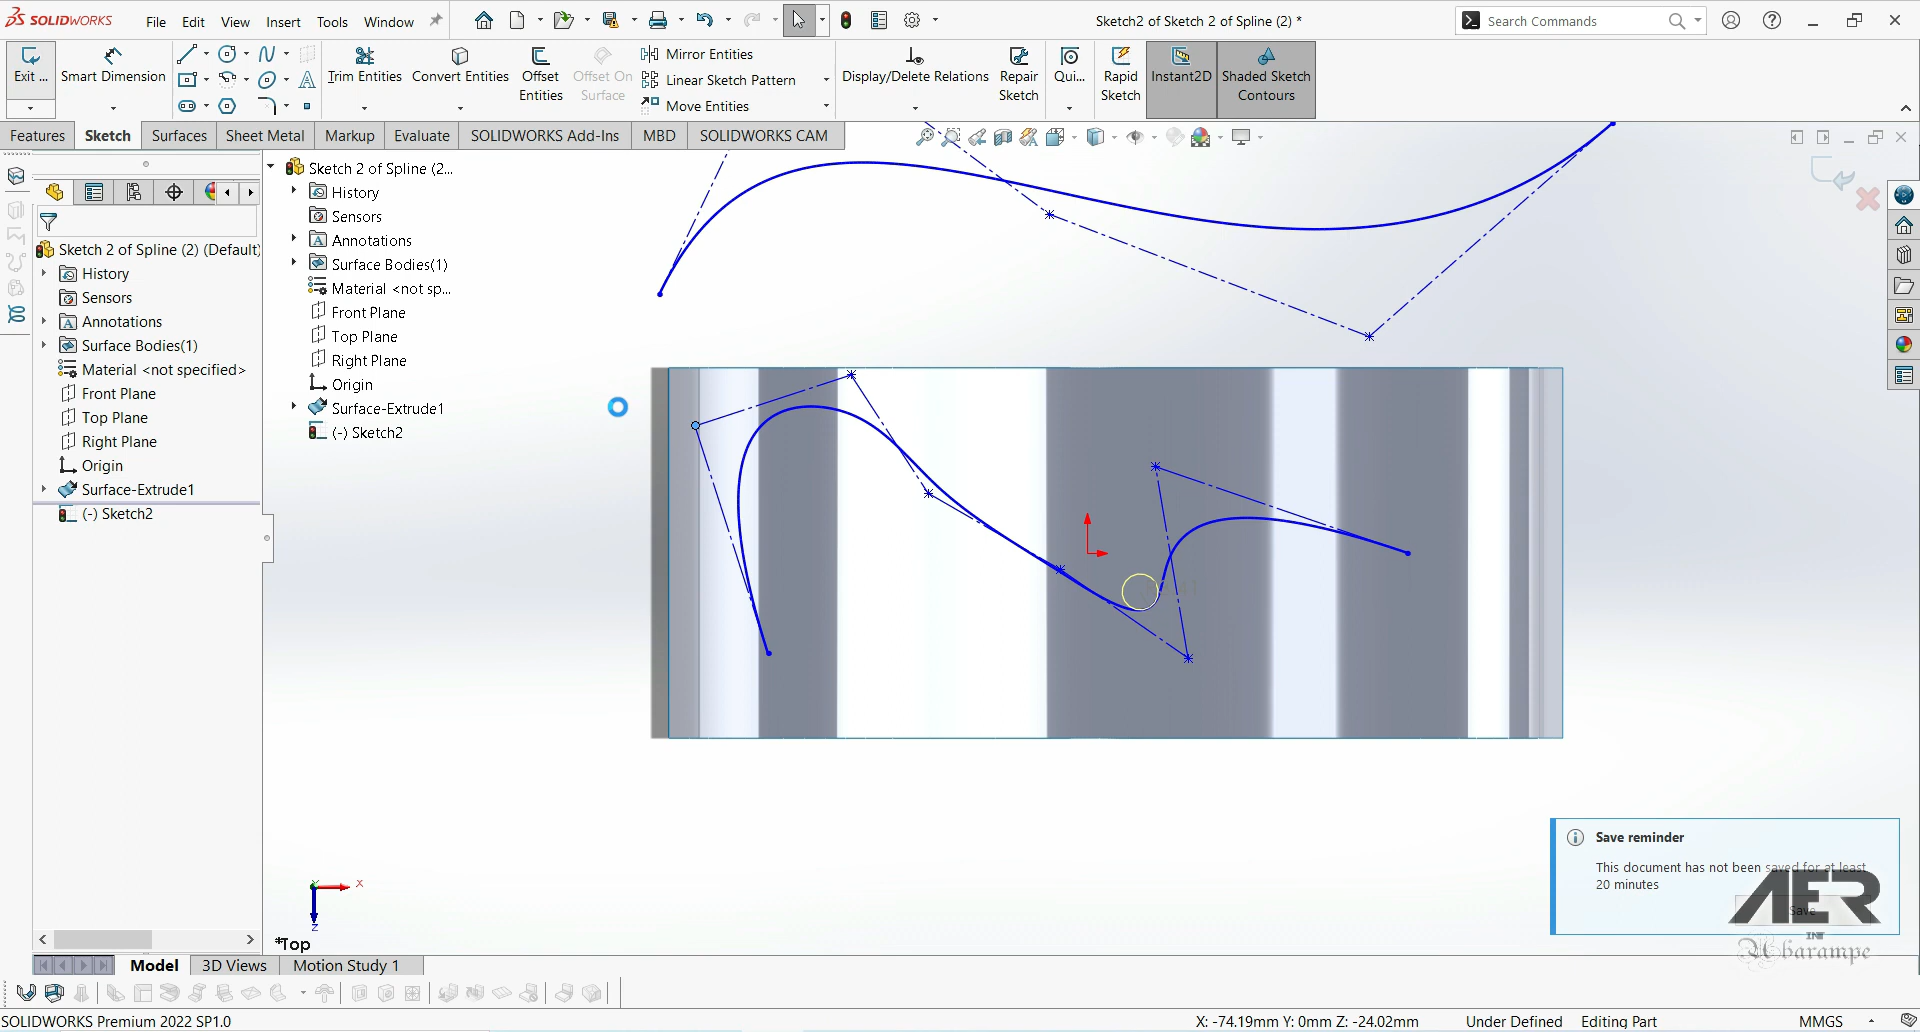 SOLIDWORKS
File
Edit
View
Insert
Tools
Window
Sketch2 of Sketch 2 of Spline (2) *
Search Commands
Exit ...
Smart Dimension
Trim Entities
Convert Entities
Offset
Entities
Offset On
Surface
Mirror Entities
Linear Sketch Pattern
Move Entities
Display/Delete Relations
Repair
Sketch
Qui...
Rapid
Sketch
Instant2D
Shaded Sketch
Contours
Features
Sketch
Surfaces
Sheet Metal
Markup
Evaluate
SOLIDWORKS Add-Ins
MBD
SOLIDWORKS CAM
Sketch 2 of Spline (2) (Default)
History
Sensors
Annotations
Surface Bodies(1)
Material <not specified>
Front Plane
Top Plane
Right Plane
Origin
Surface-Extrude1
(-) Sketch2
Sketch 2 of Spline (2...
History
Sensors
Annotations
Surface Bodies(1)
Material <not sp...
Front Plane
Top Plane
Right Plane
Origin
Surface-Extrude1
(-) Sketch2
X
Z
*Top
Save reminder
This document has not been saved for at least
20 minutes
Save
AER
INT
Abarampe
Model
3D Views
Motion Study 1
SOLIDWORKS Premium 2022 SP1.0
X: -74.19mm Y: 0mm Z: -24.02mm
Under Defined
Editing Part
MMGS